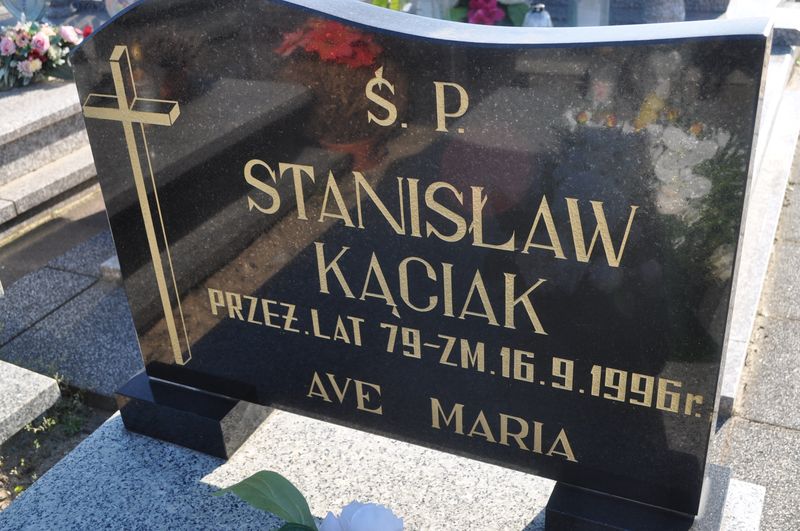 Ś. P.
STANISŁAW
KĄCIAK
PRZEŻ. LAT 79-ZM. 16.9.1996r.
AVE MARIA